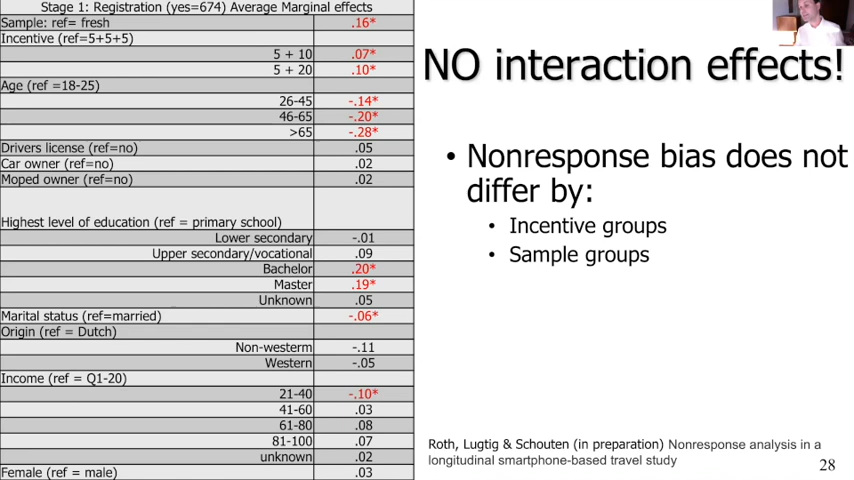 Stage 1: Registration (yes=674) Average Marginal effects
Sample: ref= fresh .16*
Incentive (ref=5+5+5)
5 + 10 .07*
5 + 20 .10*
Age (ref =18-25)
26-45 -.14*
46-65 -.20*
>65 -.28*
Drivers license (ref=no) .05
Car owner (ref=no) .02
Moped owner (ref=no) .02
Highest level of education (ref = primary school)
Lower secondary -.01
Upper secondary/vocational .09
Bachelor .20*
Master .19*
Unknown .05
Marital status (ref=married) -.06*
Origin (ref = Dutch)
Non-westerm -.11
Western -.05
Income (ref = Q1-20)
21-40 -.10*
41-60 .03
61-80 .08
81-100 .07
unknown .02
Female (ref = male) .03
NO interaction effects!
• Nonresponse bias does not
differ by:
• Incentive groups
• Sample groups
Roth, Lugtig & Schouten (in preparation) Nonresponse analysis in a
longitudinal smartphone-based travel study
28